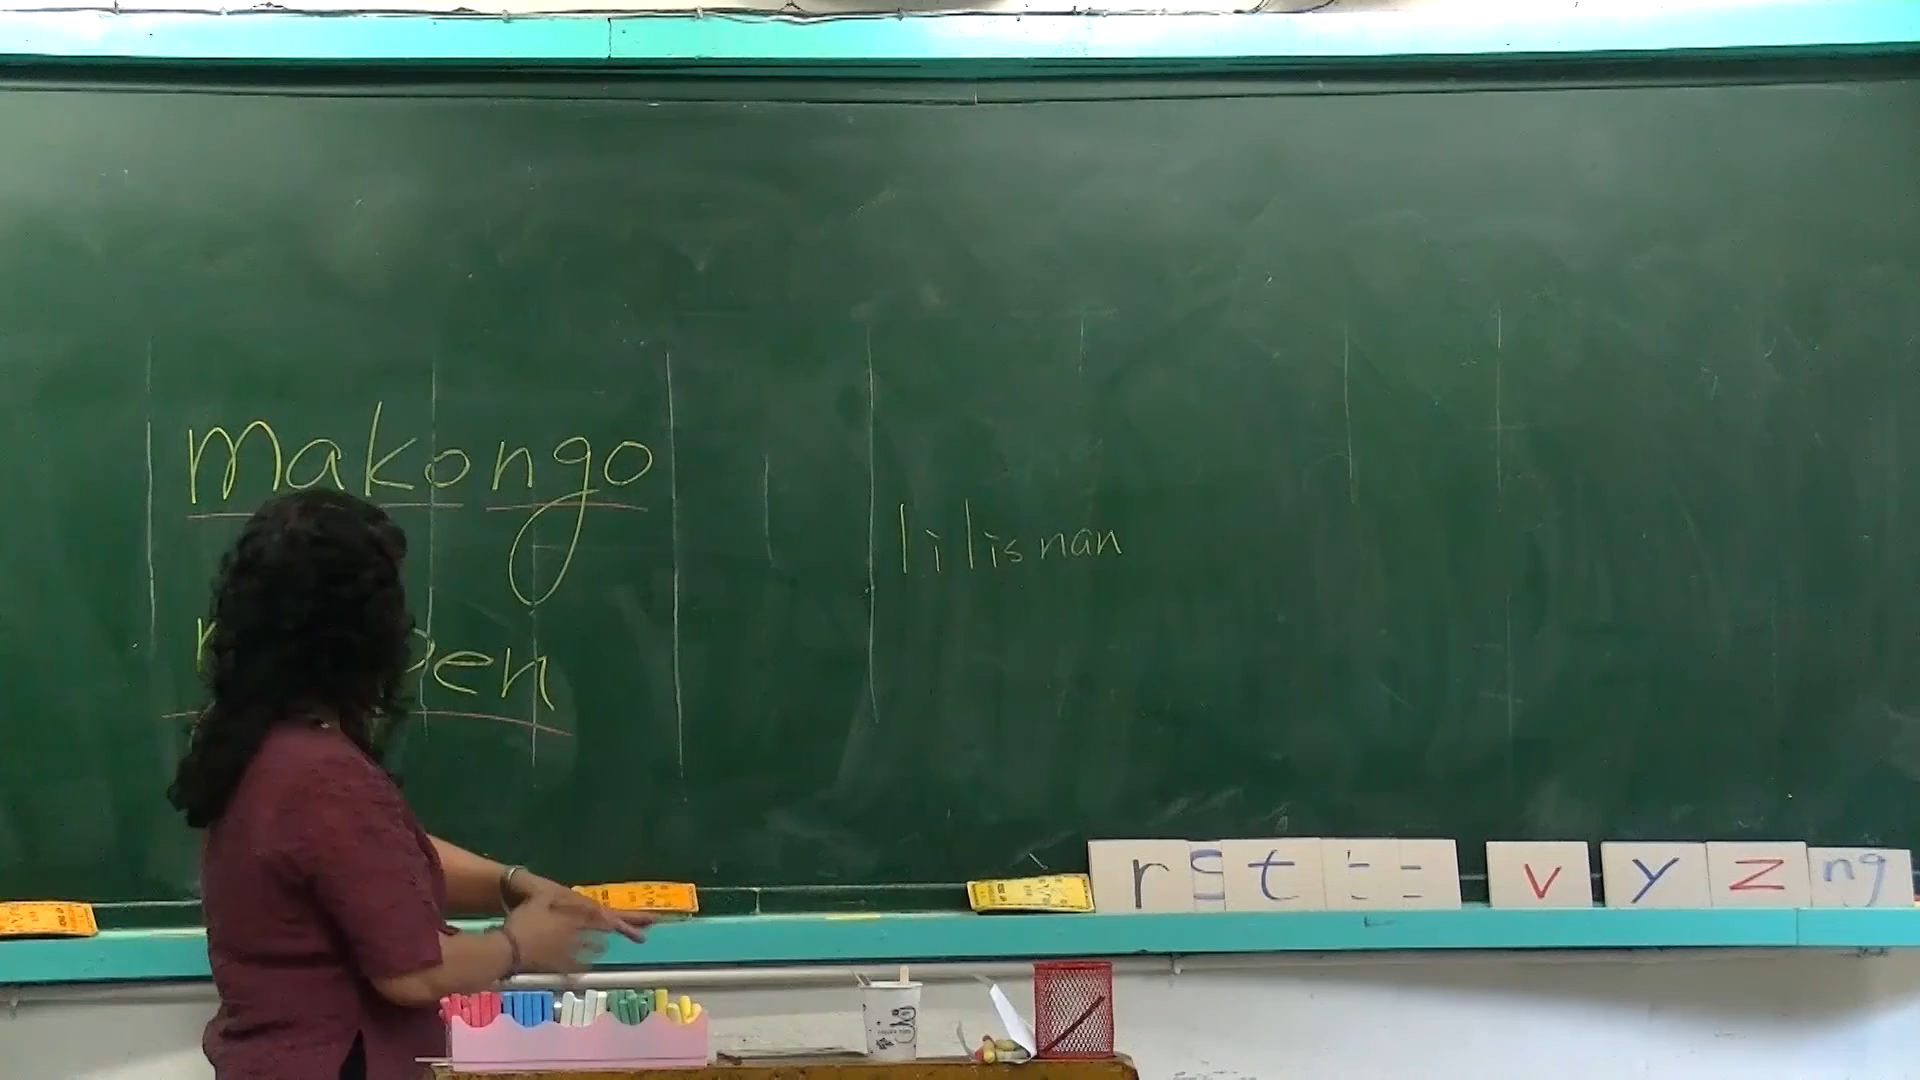 makongo
lilisnan
r s t
v y z ng